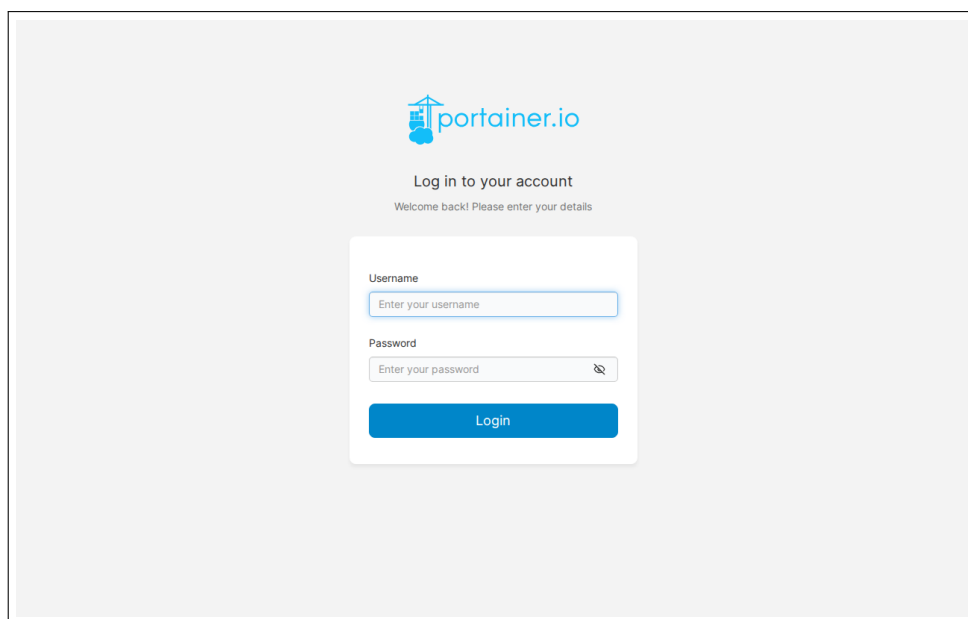 portainer.io
Log in to your account
Welcome back! Please enter your details
Username
Enter your username
Password
Enter your password
Login